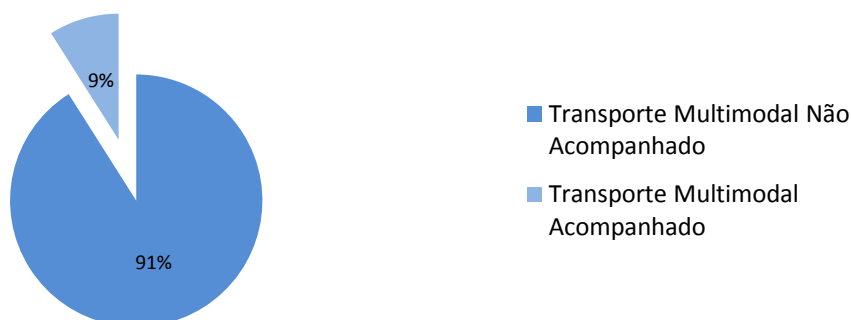 9%
91%
Transporte Multimodal Não
Acompanhado
Transporte Multimodal
Acompanhado